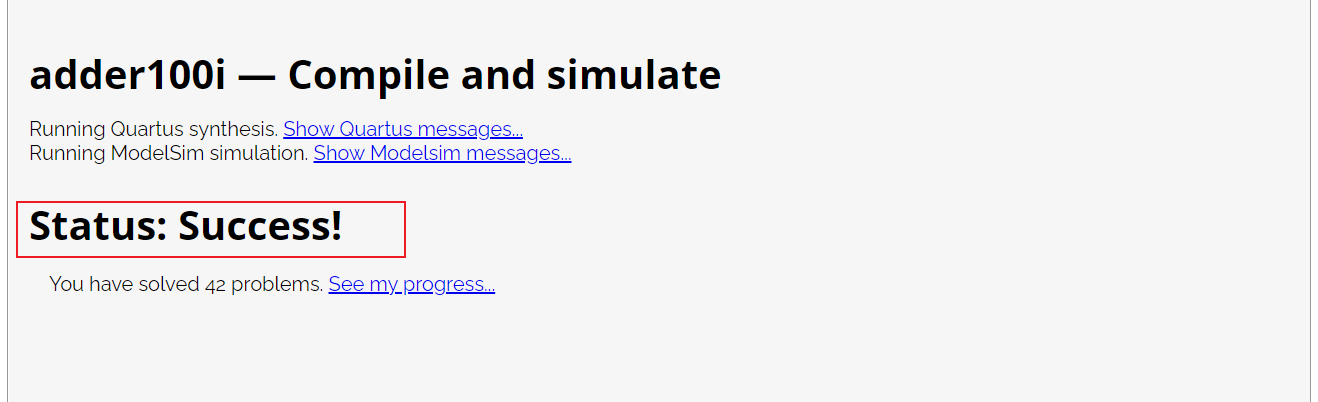 adder100i — Compile and simulate
Running Quartus synthesis. Show Quartus messages...
Running ModelSim simulation. Show Modelsim messages...
Status: Success!
You have solved 42 problems. See my progress...